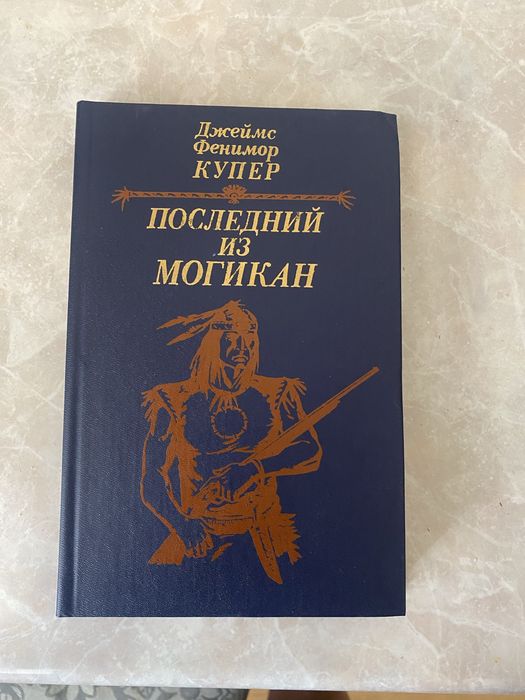 Джеймс
Фенимор
КУПЕР
ПОСЛЕДНИЙ
ИЗ
МОГИКАН